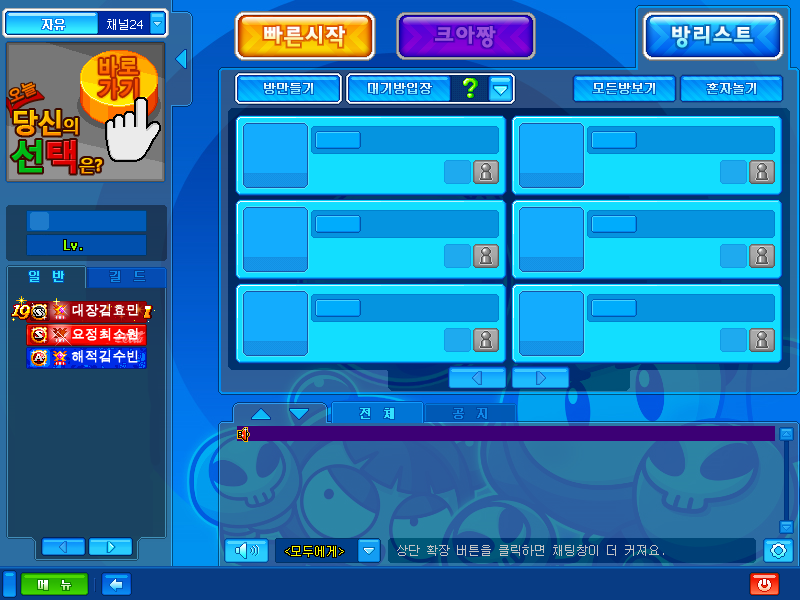 자유 채널24
빠른시작 크아짱 방리스트
오늘
당신의
선택은?
바로
가기
방만들기 대기방입장 ? 모든방보기 혼자놀기
Lv.
일 반 길 드
19 대장김효만
요정최소원
해적김수빈
전 체 공 지
<모두에게> 상단 확장 버튼을 클릭하면 채팅창이 더 커져요.
메 뉴